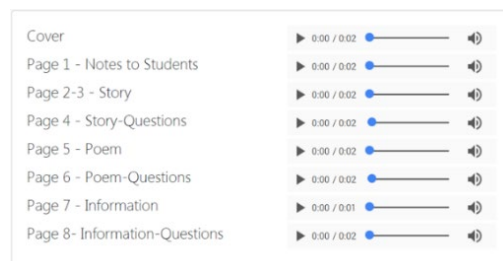 Cover 0:00 / 0:02
Page 1 - Notes to Students 0:00 / 0:02
Page 2-3 - Story 0:00 / 0:02
Page 4 - Story-Questions 0:00 / 0:02
Page 5 - Poem 0:00 / 0:02
Page 6 - Poem-Questions 0:00 / 0:02
Page 7 - Information 0:00 / 0:01
Page 8- Information-Questions 0:00 / 0:02